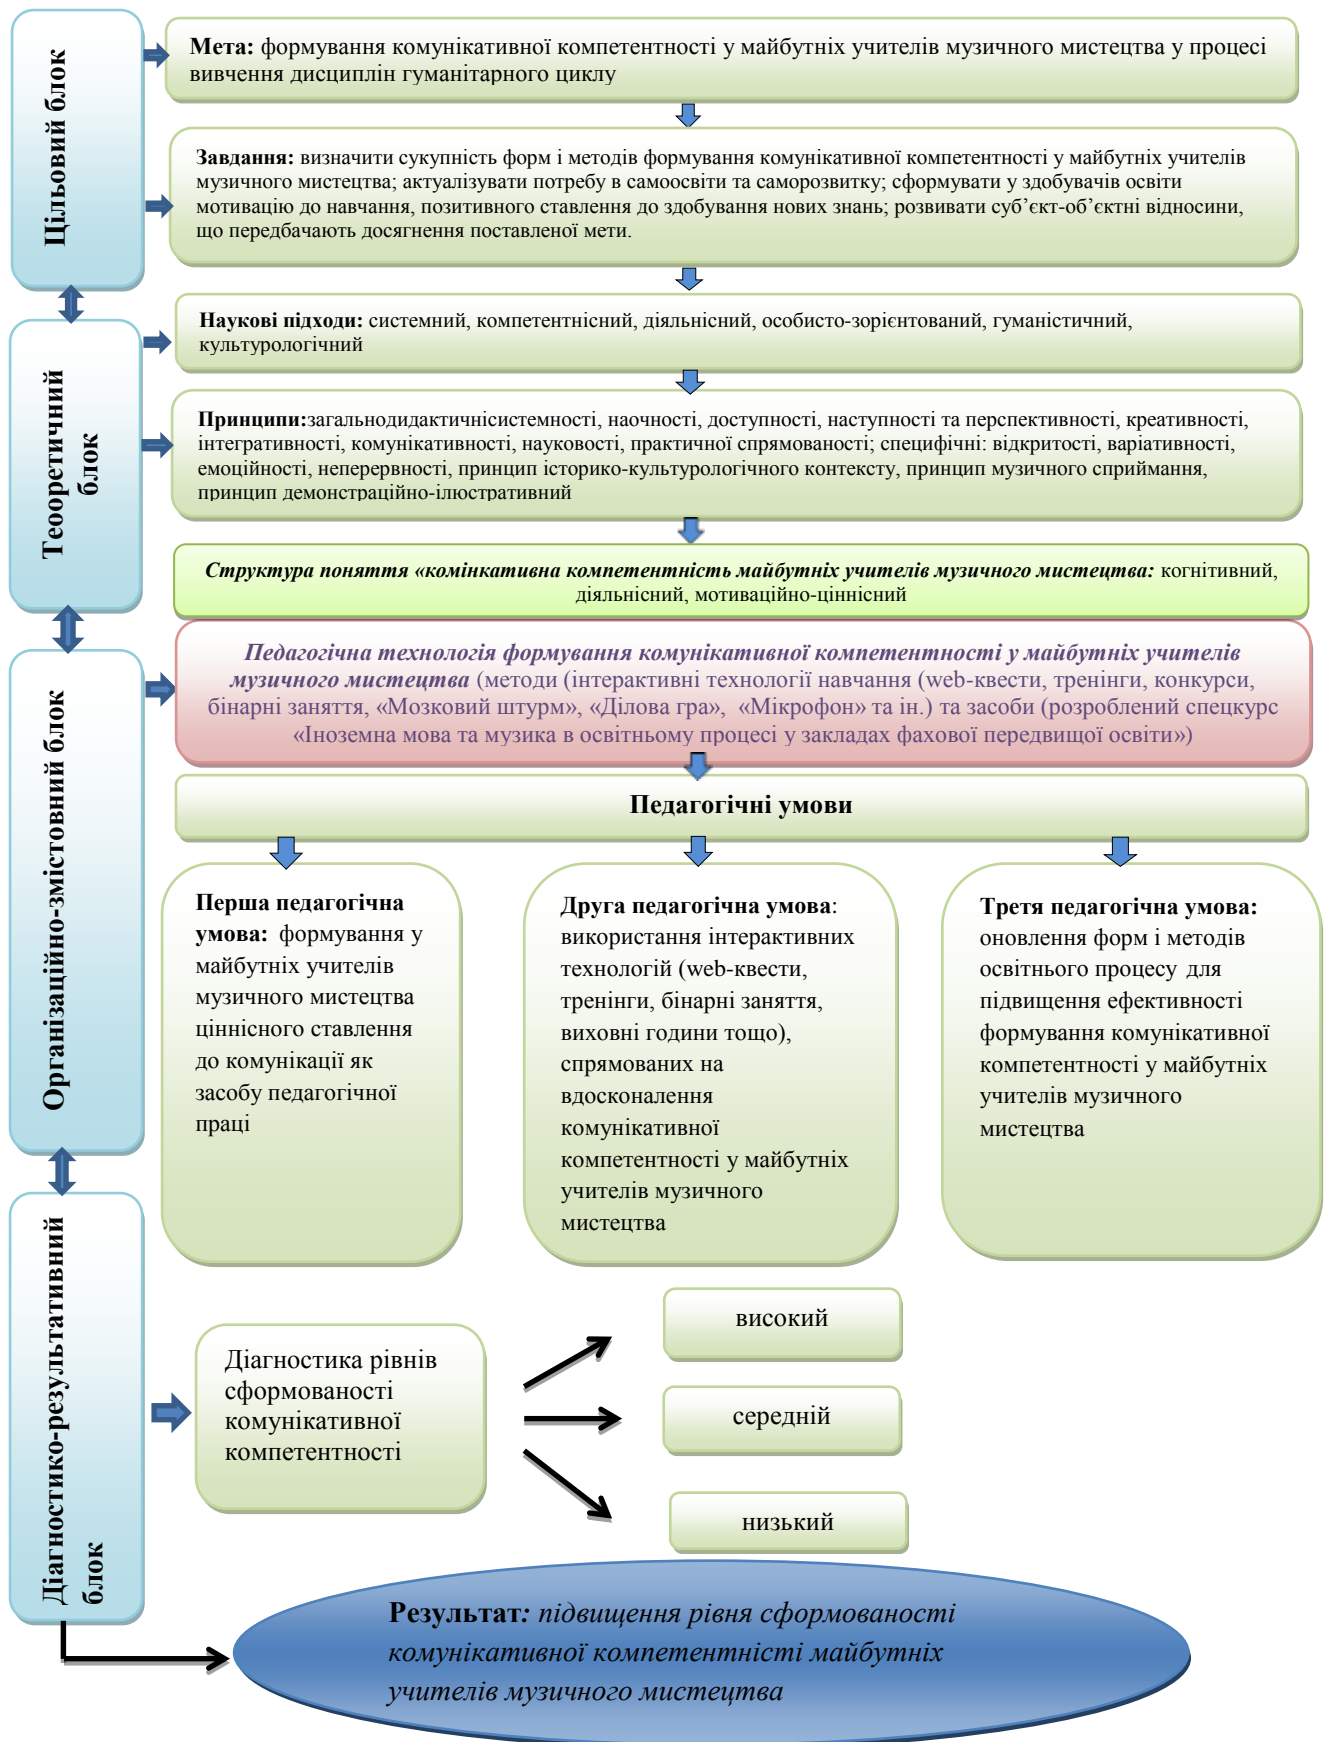 Цільовий блок
Мета: формування комунікативної компетентності у майбутніх учителів музичного мистецтва у процесі
вивчення дисциплін гуманітарного циклу
Завдання: визначити сукупність форм і методів формування комунікативної компетентності у майбутніх учителів
музичного мистецтва; актуалізувати потребу в самоосвіти та саморозвитку; сформувати у здобувачів освіти
мотивацію до навчання, позитивного ставлення до здобування нових знань; розвивати суб’єкт-об’єктні відносини,
що передбачають досягнення поставленої мети.
Теооретичний
блок
Наукові підходи: системний, компетентнісний, діяльнісний, особисто-зорієнтований, гуманістичний,
культурологічний
Принципи:загальнодидактичнісистемності, наочності, доступності, наступності та перспективності, креативності,
інтегративності, комунікативності, науковості, практичної спрямованості; специфічні: відкритості, варіативності,
емоційності, неперервності, принцип історико-культурологічного контексту, принцип музичного сприймання,
принцип демонстраційно-ілюстративний
Структура поняття «комінкативна компетентність майбутніх учителів музичного мистецтва: когнітивний,
діяльнісний, мотиваційно-ціннісний
Організаційно-змістовний блок
Педагогічна технологія формування комунікативної компетентності у майбутніх учителів
музичного мистецтва (методи (інтерактивні технології навчання (web-квести, тренінги, конкурси,
бінарні заняття, «Мозковий штурм», «Ділова гра», «Мікрофон» та ін.) та засоби (розроблений спецкурс
«Іноземна мова та музика в освітньому процесі у закладах фахової передвищої освіти»)
Педагогічні умови
Перша педагогічна
умова: формування у
майбутніх учителів
музичного мистецтва
ціннісного ставлення
до комунікації як
засобу педагогічної
праці
Друга педагогічна умова:
використання інтерактивних
технологій (web-квести,
тренінги, бінарні заняття,
виховні години тощо),
спрямованих на
вдосконалення
комунікативної
компетентності у майбутніх
учителів музичного
мистецтва
Третя педагогічна умова:
оновлення форм і методів
освітнього процесу для
підвищення ефективності
формування комунікативної
компетентності у майбутніх
учителів музичного
мистецтва
Діагностико-результативний
блок
Діагностика рівнів
сформованості
комунікативної
компетентності
високий
середній
низький
Результат: підвищення рівня сформованості
комунікативної компетентністі майбутніх
учителів музичного мистецтва